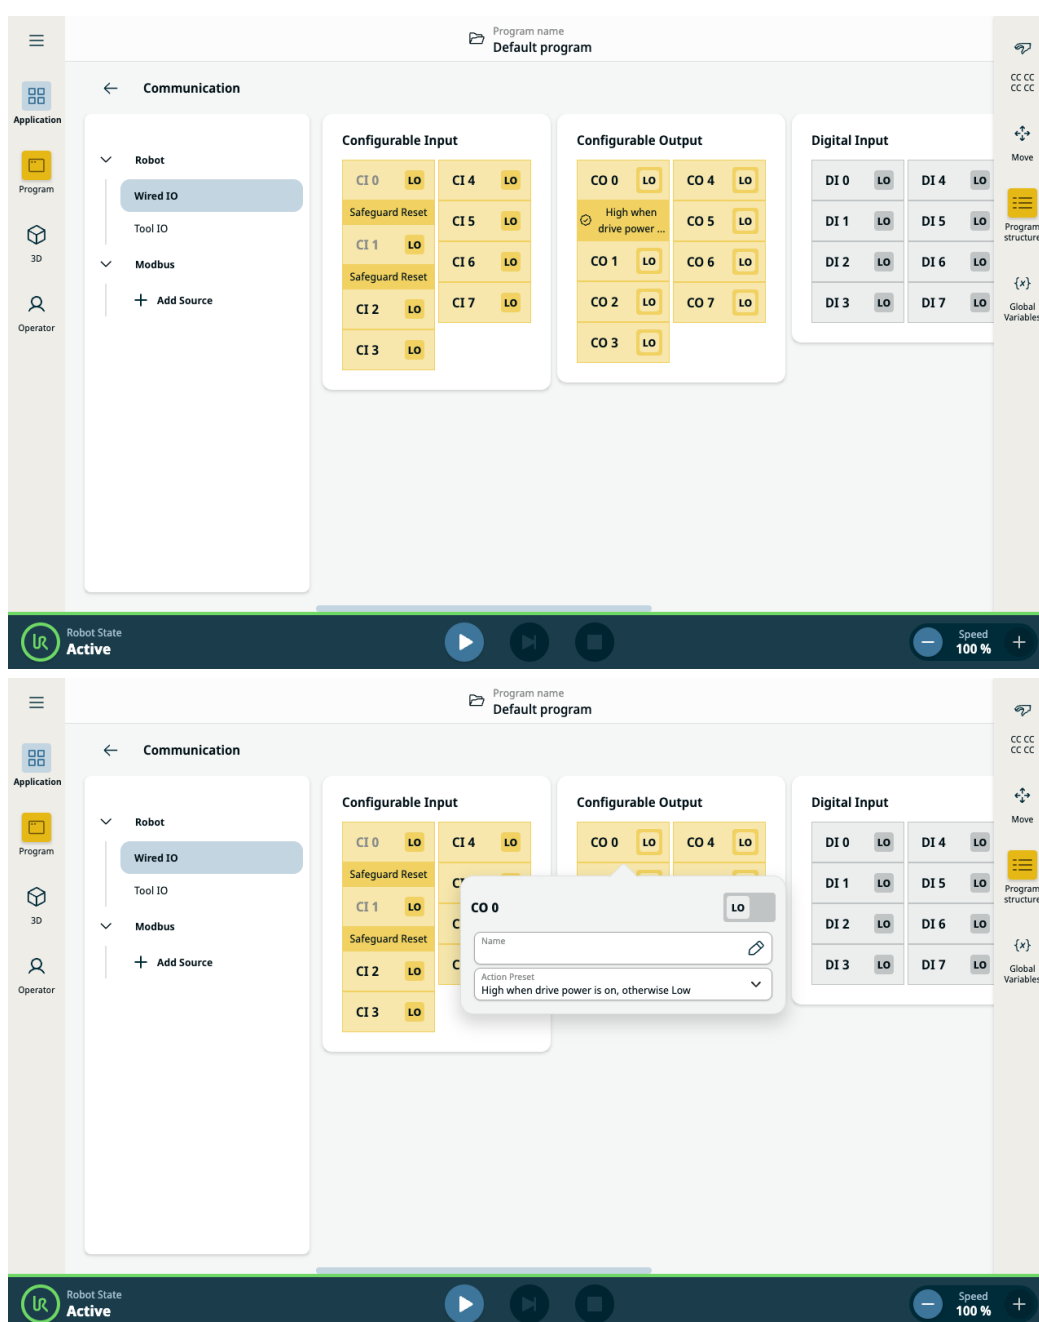 Program name
Default program
Application
Program
3D
Operator
Communication
Robot
Wired IO
Tool IO
Modbus
Add Source
Configurable Input
CI 0 LO CI 4 LO
Safeguard Reset
CI 5 LO
CI 1 LO
CI 6 LO
Safeguard Reset
CI 2 LO
CI 7 LO
CI 3 LO
Configurable Output
CO 0 LO CO 4 LO
High when
drive power ...
CO 5 LO
CO 1 LO CO 6 LO
CO 2 LO CO 7 LO
CO 3 LO
Digital Input
DI 0 LO DI 4 LO
DI 1 LO DI 5 LO
DI 2 LO DI 6 LO
DI 3 LO DI 7 LO
CC CC
CC CC
Move
Program
structure
{x}
Global
Variables
UR
Robot State
Active
Speed
100 %
Program name
Default program
Application
Program
3D
Operator
Communication
Robot
Wired IO
Tool IO
Modbus
Add Source
Configurable Input
CI 0 LO CI 4 LO
Safeguard Reset
CI 1 LO
Safeguard Reset
CI 2 LO
CI 3 LO
Configurable Output
CO 0 LO CO 4 LO
CO 0 LO
Name
Action Preset
High when drive power is on, otherwise Low
Digital Input
DI 0 LO DI 4 LO
DI 1 LO DI 5 LO
DI 2 LO DI 6 LO
DI 3 LO DI 7 LO
CC CC
CC CC
Move
Program
structure
{x}
Global
Variables
UR
Robot State
Active
Speed
100 %